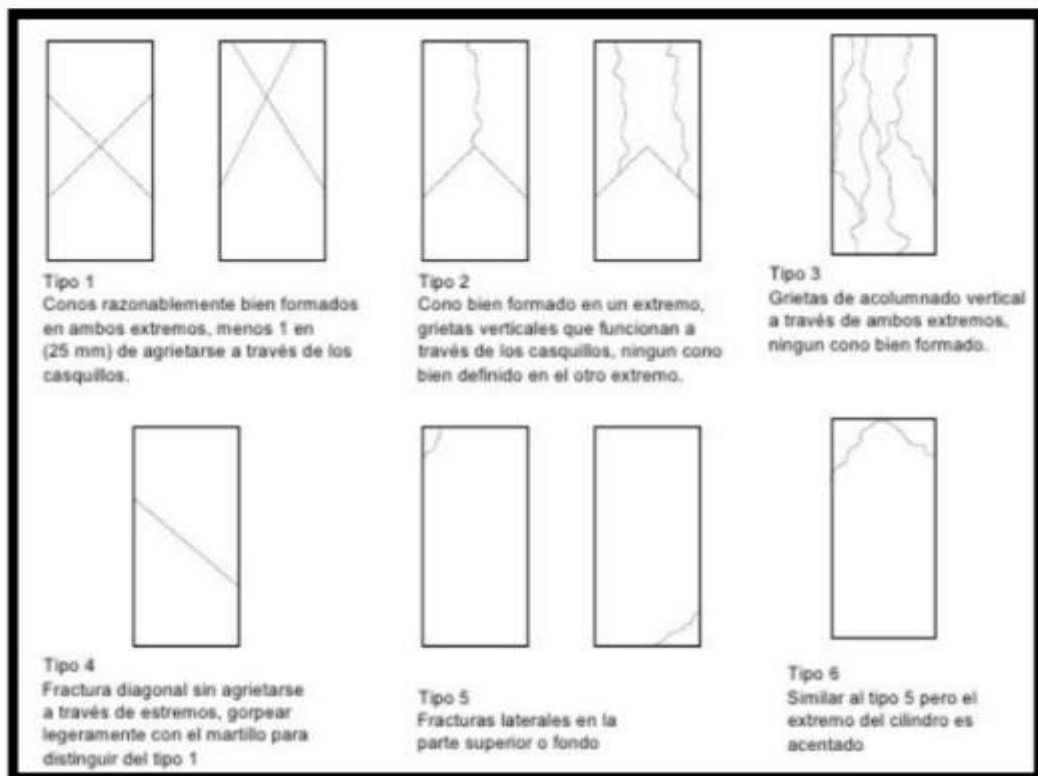 Tipo 1
Conos razonablemente bien formados
en ambos extremos, menos 1 en
(25 mm) de agrietarse a través de los
casquillos.
Tipo 2
Cono bien formado en un extremo,
grietas verticales que funcionan a
través de los casquillos, ningun cono
bien definido en el otro extremo.
Tipo 3
Grietas de acolumnado vertical
a través de ambos extremos,
ningun cono bien formado.
Tipo 4
Fractura diagonal sin agrietarse
a través de estremos, gorpear
legeramente con el martillo para
distinguir del tipo 1
Tipo 5
Fracturas laterales en la
parte superior o fondo
Tipo 6
Similar al tipo 5 pero el
extremo del cilindro es
acentado